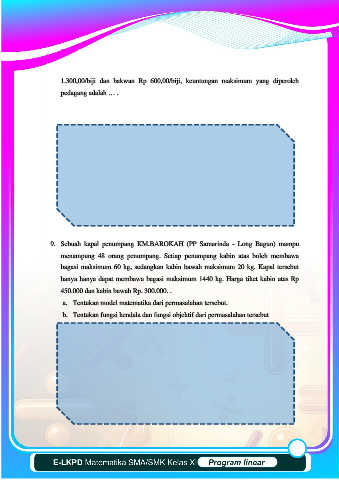 1.300,00/biji dan bakwan Rp 600,00/biji, keuntungan maksimum yang diperoleh
pedagang adalah ... .
9. Sebuah kapal penumpang KM.BAROKAH (PP Samarinda - Long Bagun) mampu
menampung 48 orang penumpang. Setiap penumpang kabin atas boleh membawa
bagasi maksimum 60 kg, sedangkan kabin bawah maksimum 20 kg. Kapal tersebut
hanya hanya dapat membawa bagasi maksimum 1440 kg. Harga tiket kabin atas Rp
450.000 dan kabin bawah Rp. 300.000. .
a. Tentukan model matematika dari permasalahan tersebut.
b. Tentukan fungsi kendala dan fungsi objektif dari permasalahan tersebut
E-LKPD Matematika SMA/SMK Kelas X Program linear